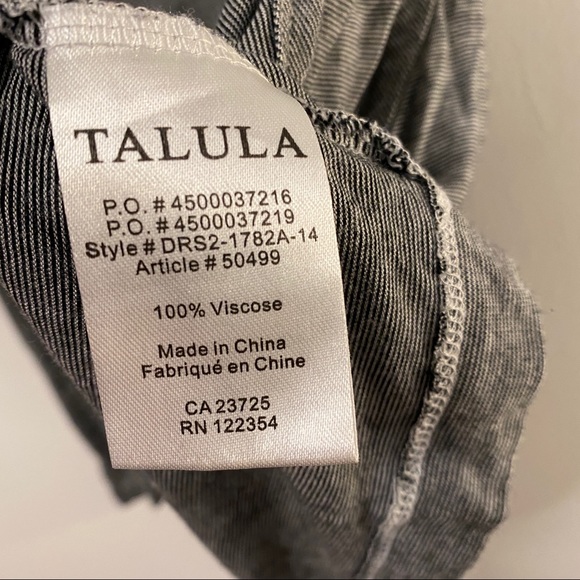 TALULA
P.O. # 4500037216
P.O. # 4500037219
Style # DRS2-1782A-14
Article # 50499
100% Viscose
Made in China
Fabriqué en Chine
CA 23725
RN 122354